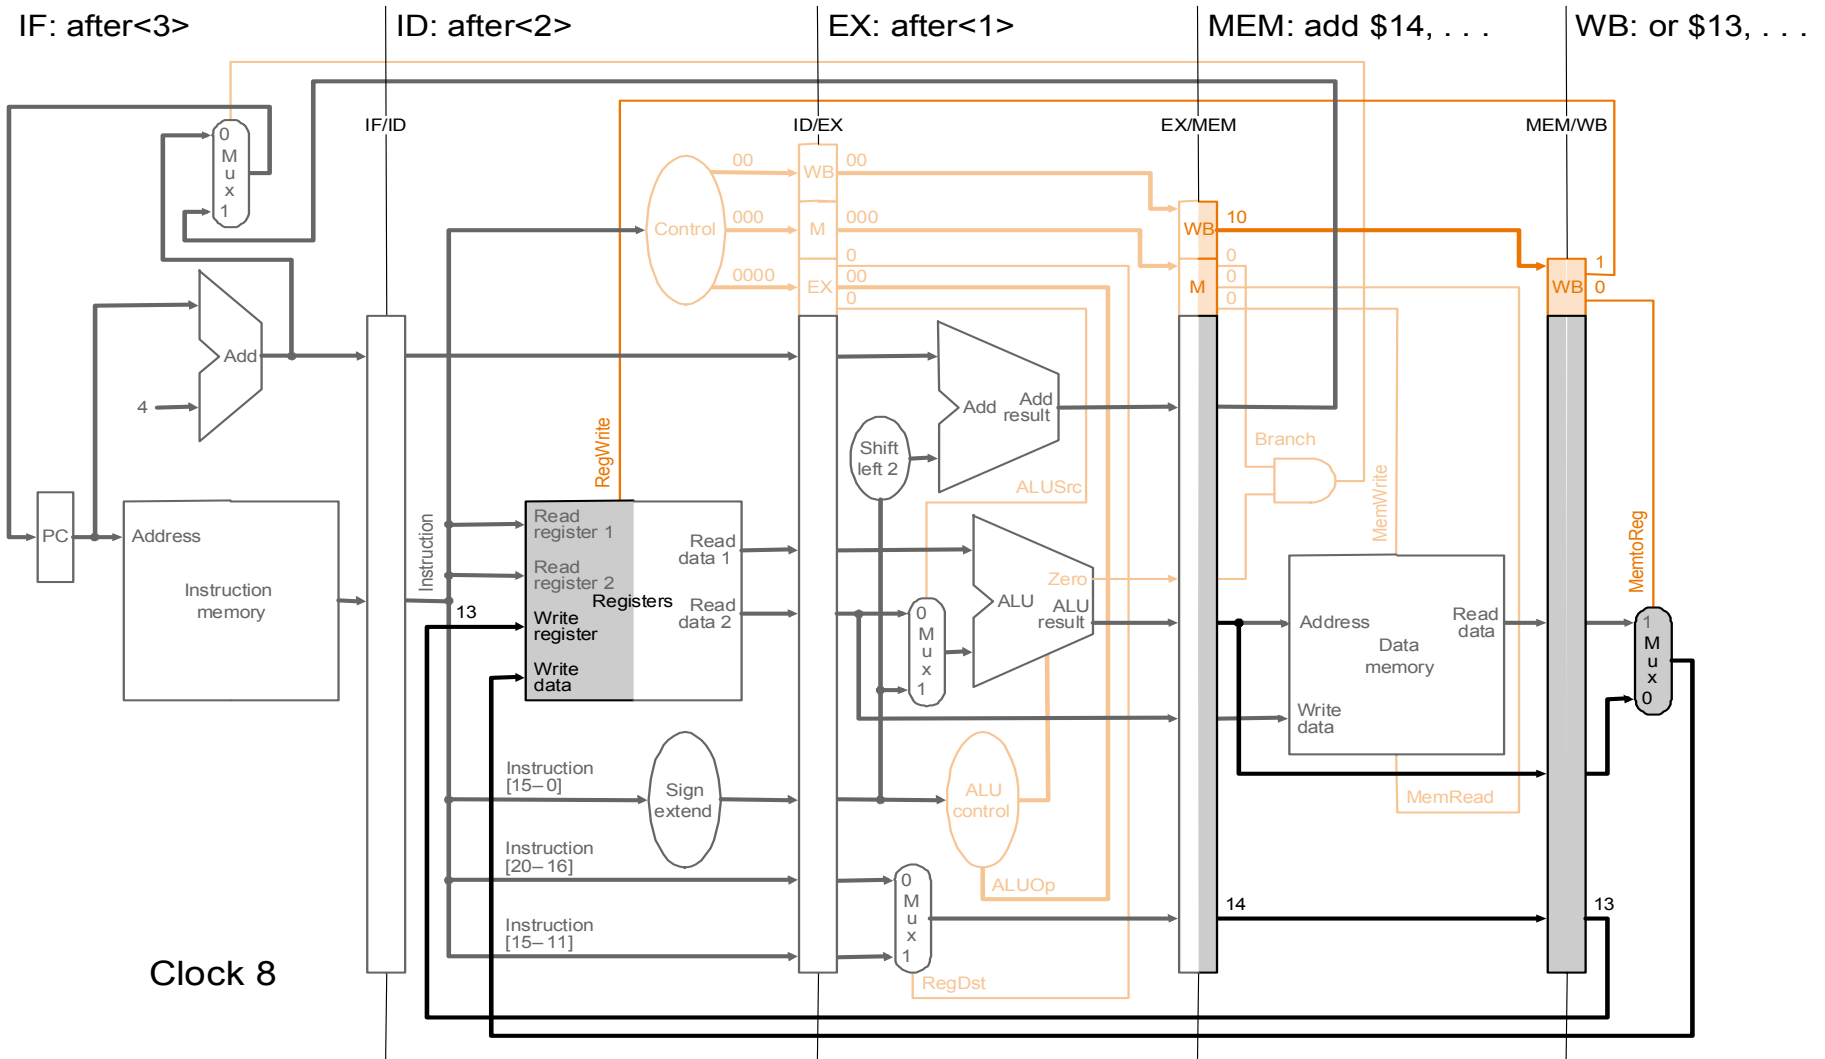 IF: after<3>
ID: after<2>
EX: after<1>
MEM: add $14, . . .
WB: or $13, . . .
IF/ID
ID/EX
EX/MEM
MEM/WB
0
M
u
x
1
00
WB
00
Control
000
M
000
0000
EX
0
00
0
WB
10
M
0
0
0
WB
1
0
Add
4
Add
Add
result
Shift
left 2
RegWrite
Branch
ALUSrc
MemWrite
MemtoReg
PC
Address
Instruction
memory
Instruction
Read
register 1
Read
register 2
Registers
13
Write
register
Write
data
Read
data 1
Read
data 2
0
M
u
x
1
Zero
ALU
ALU
result
Address
Read
data
Data
memory
Write
data
1
M
u
x
0
Instruction
[15–0]
Sign
extend
ALU
control
MemRead
Instruction
[20–16]
0
M
u
x
1
ALUOp
14
13
Instruction
[15–11]
RegDst
Clock 8